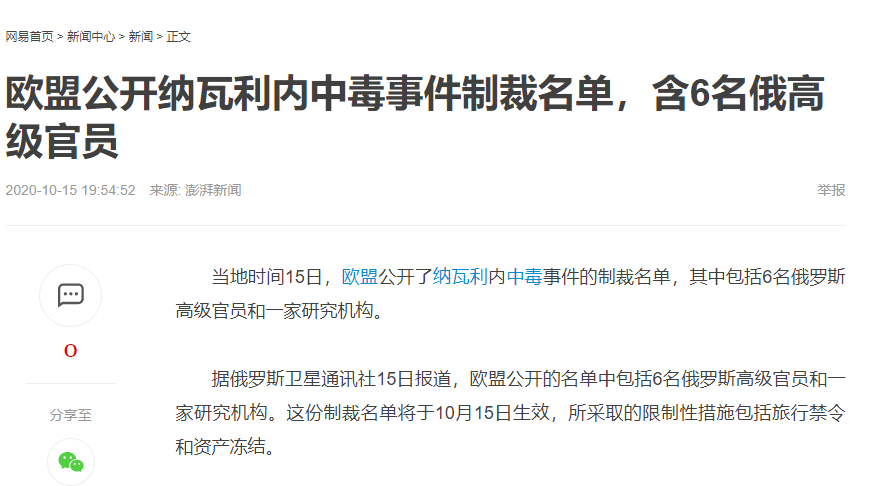 网易首页 > 新闻中心 > 新闻 > 正文
欧盟公开纳瓦利内中毒事件制裁名单，含6名俄高
级官员
2020-10-15 19:54:52 来源: 澎湃新闻 举报
当地时间15日，欧盟公开了纳瓦利内中毒事件的制裁名单，其中包括6名俄罗斯
高级官员和一家研究机构。
0
据俄罗斯卫星通讯社15日报道，欧盟公开的名单中包括6名俄罗斯高级官员和一
家研究机构。这份制裁名单将于10月15日生效，所采取的限制性措施包括旅行禁令
和资产冻结。
分享至